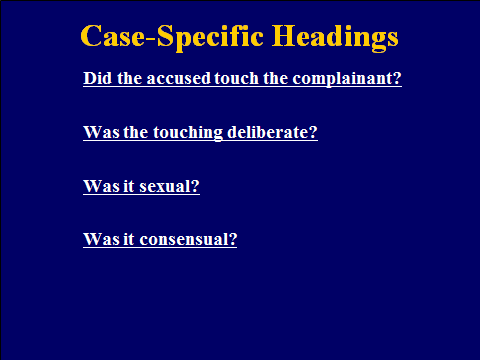 Case-Specific Headings
Did the accused touch the complainant?
Was the touching deliberate?
Was it sexual?
Was it consensual?